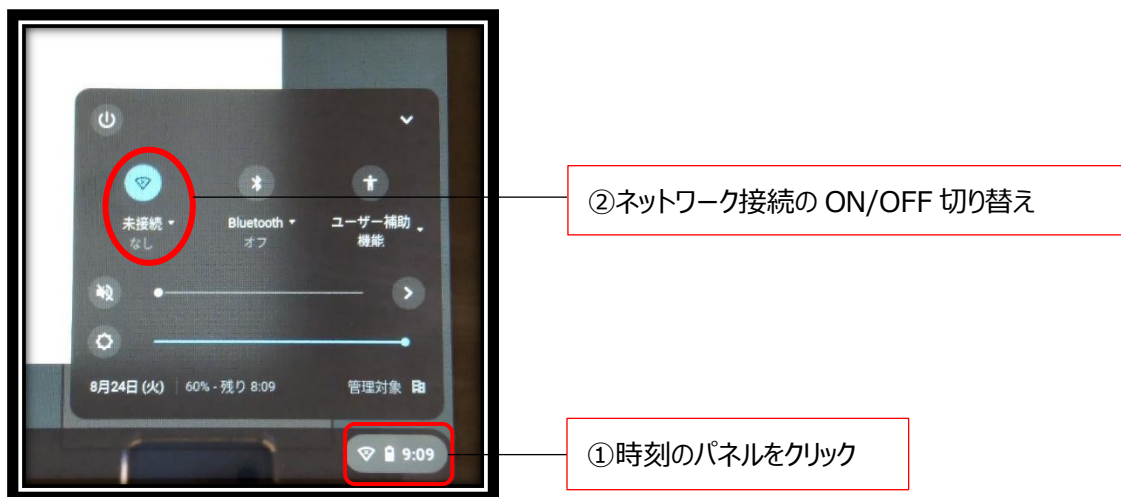 未接続
なし
Bluetooth
オフ
ユーザー補助
機能
8月24日 (火) 60% - 残り 8:09 管理対象
9:09
②ネットワーク接続の ON/OFF 切り替え
①時刻のパネルをクリック